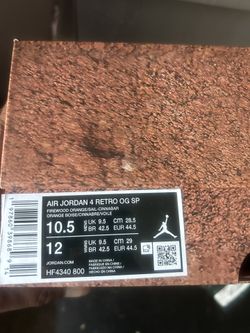 AIR JORDAN 4 RETRO OG SP
FIREWOOD ORANGE/SAIL-CINNABAR
ORANGE BOISÉ/CINNABRE/VOILE
10.5 UK 9.5 CM 28.5
BR 42.5 EUR 44.5
12 UK 9.5 CM 29
BR 42.5 EUR 44.5
JORDAN.COM
HF4340 800